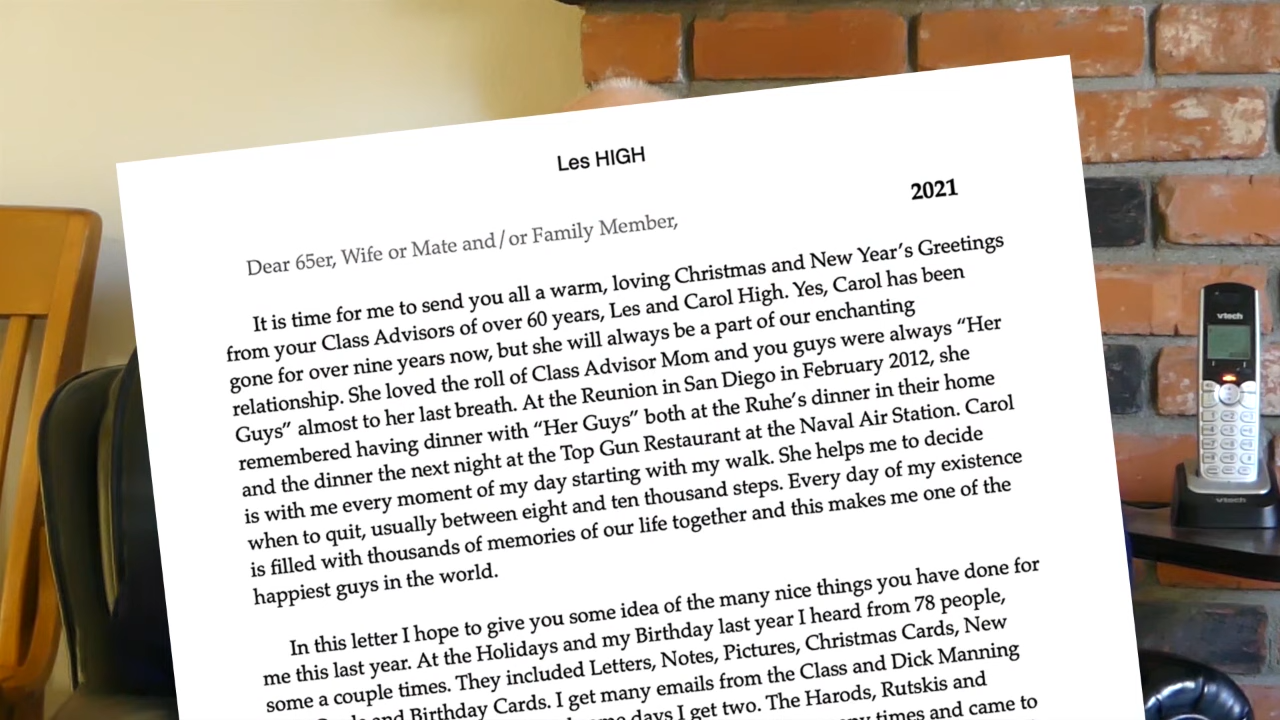 Les HIGH
2021
Dear 65er, Wife or Mate and/or Family Member,
It is time for me to send you all a warm, loving Christmas and New Year's Greetings
from your Class Advisors of over 60 years, Les and Carol High. Yes, Carol has been
gone for over nine years now, but she will always be a part of our enchanting
relationship. She loved the roll of Class Advisor Mom and you guys were always "Her
Guys" almost to her last breath. At the Reunion in San Diego in February 2012, she
remembered having dinner with "Her Guys" both at the Ruhe's dinner in their home
and the dinner the next night at the Top Gun Restaurant at the Naval Air Station. Carol
is with me every moment of my day starting with my walk. She helps me to decide
when to quit, usually between eight and ten thousand steps. Every day of my existence
is filled with thousands of memories of our life together and this makes me one of the
happiest guys in the world.
In this letter I hope to give you some idea of the many nice things you have done for
me this last year. At the Holidays and my Birthday last year I heard from 78 people,
some a couple times. They included Letters, Notes, Pictures, Christmas Cards, New
and Birthday Cards. I get many emails from the Class and Dick Manning
days I get two. The Harods, Rutskis and
times and came to
vtech
vtech